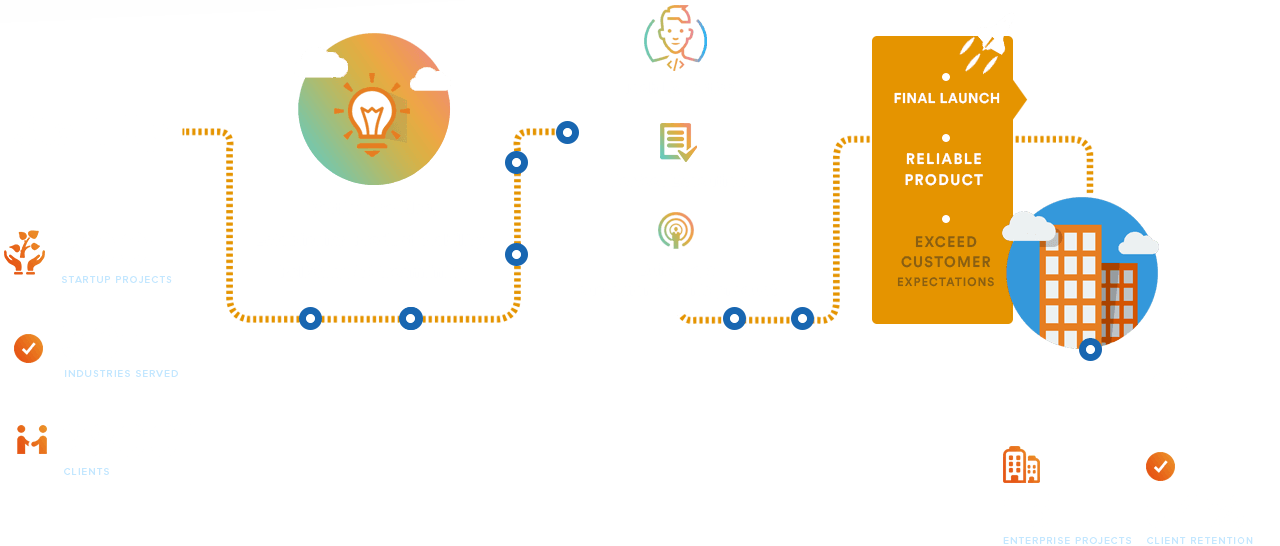 FINAL LAUNCH
RELIABLE
PRODUCT
EXCEED
CUSTOMER
EXPECTATIONS
STARTUP PROJECTS
INDUSTRIES SERVED
CLIENTS
ENTERPRISE PROJECTS
CLIENT RETENTION